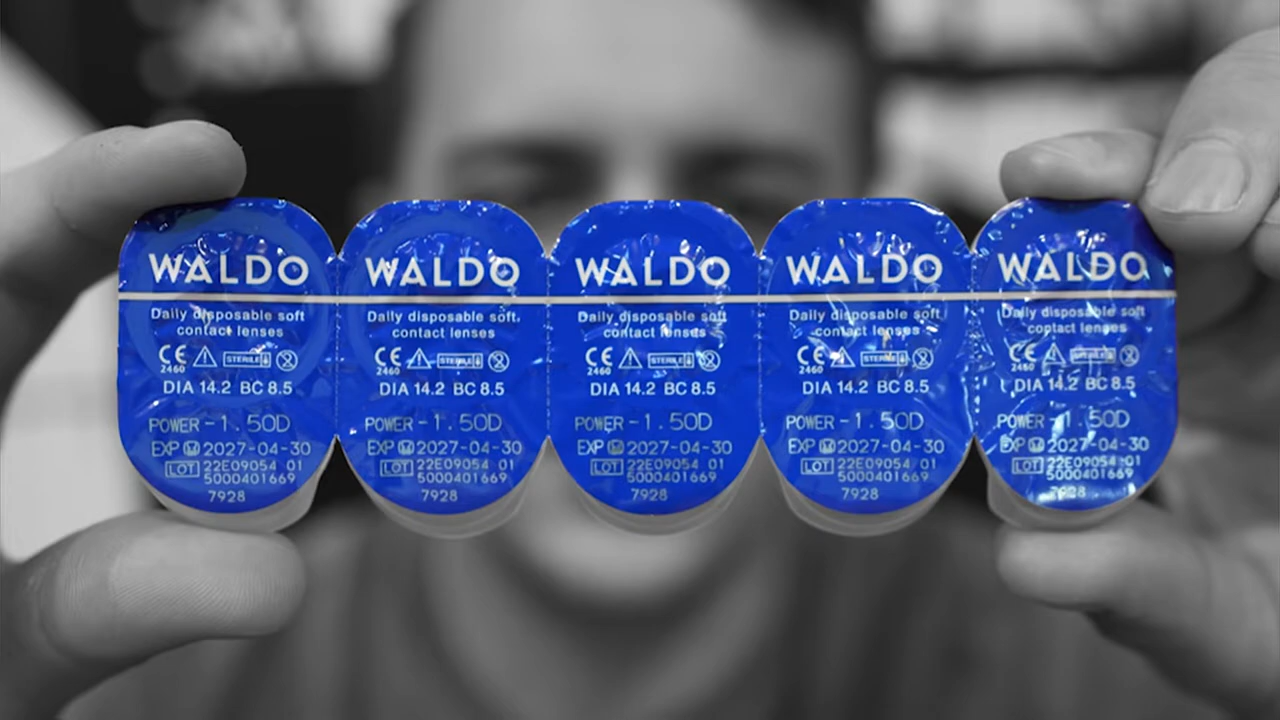 WALDO
Daily disposable soft
contact lenses
CE 2460 STERILE
DIA 14.2 BC 8.5
POWER -1.50D
EXP 2027-04-30
LOT 22E09054 01
5000401669
7928
WALDO
Daily disposable soft
contact lenses
CE 2460 STERILE
DIA 14.2 BC 8.5
POWER -1.50D
EXP 2027-04-30
LOT 22E09054 01
5000401669
7928
WALDO
Daily disposable soft
contact lenses
CE 2460 STERILE
DIA 14.2 BC 8.5
POWER -1.50D
EXP 2027-04-30
LOT 22E09054 01
5000401669
7928
WALDO
Daily disposable soft
contact lenses
CE 2460 STERILE
DIA 14.2 BC 8.5
POWER -1.50D
EXP 2027-04-30
LOT 22E09054 01
5000401669
7928
WALDO
Daily disposable soft
contact lenses
CE 2460 STERILE
DIA 14.2 BC 8.5
POWER -1.50D
EXP 2027-04-30
LOT 22E09054 01
5000401669
7928